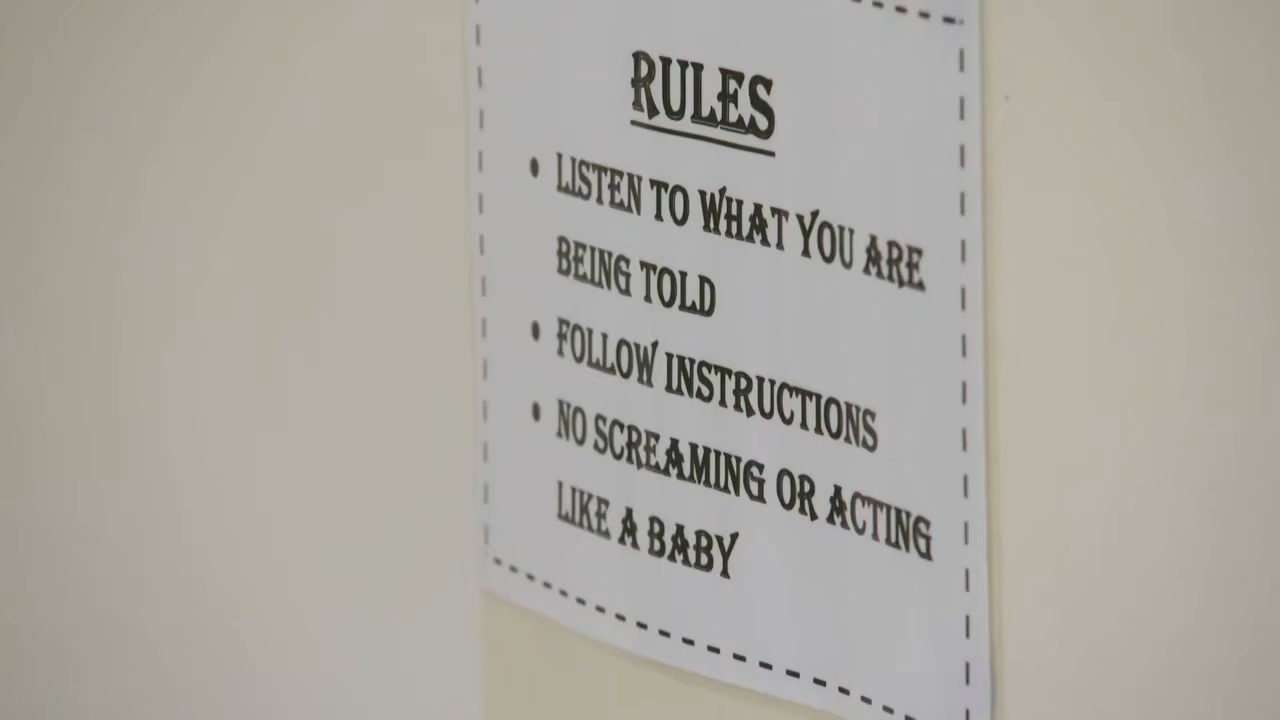 RULES
• LISTEN TO WHAT YOU ARE
BEING TOLD
• FOLLOW INSTRUCTIONS
• NO SCREAMING OR ACTING
LIKE A BABY